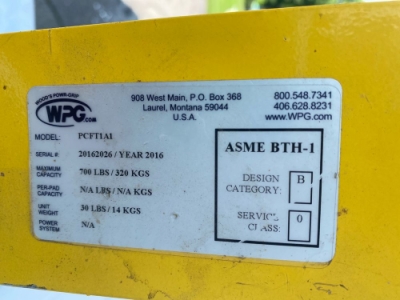 WOOD'S POWR-GRIP
WPG.com
908 West Main, P.O. Box 368
Laurel, Montana 59044
U.S.A.
800.548.7341
406.628.8231
www.WPG.com
MODEL: PCFT1A1
SERIAL #: 20162026 / YEAR 2016
MAXIMUM CAPACITY 700 LBS / 320 KGS
PER-PAD CAPACITY N/A LBS / N/A KGS
UNIT WEIGHT 30 LBS / 14 KGS
POWER SYSTEM N/A
ASME BTH-1
DESIGN CATEGORY: B
SERVICE CLASS: 0